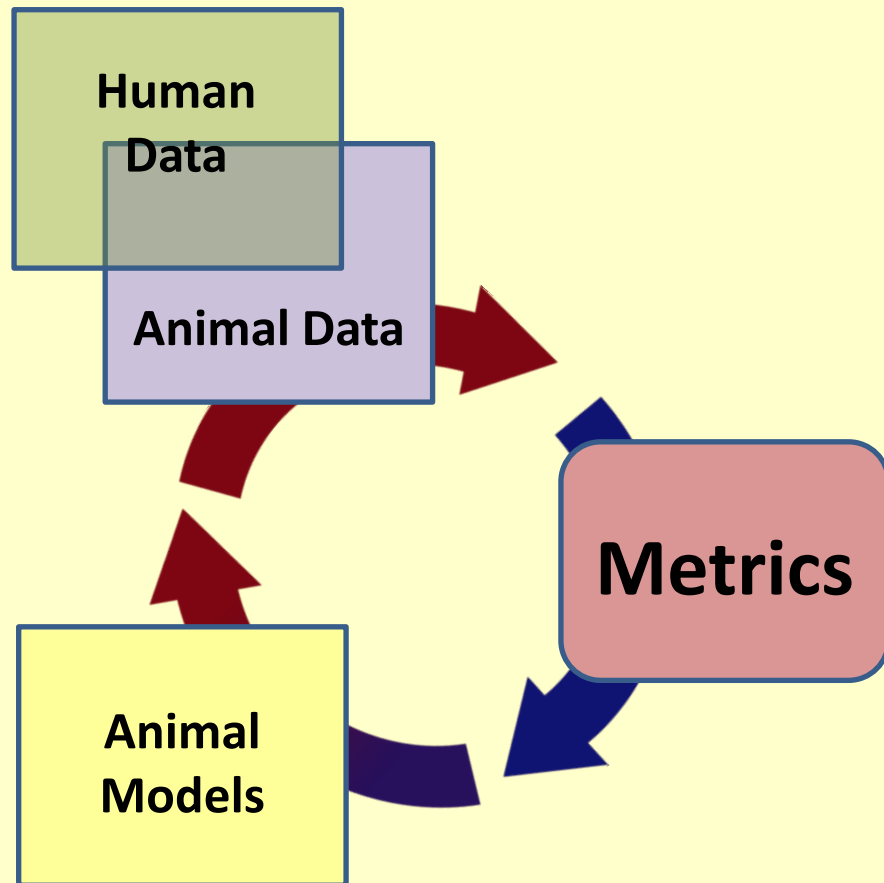 Human
Data
Animal Data
Metrics
Animal
Models